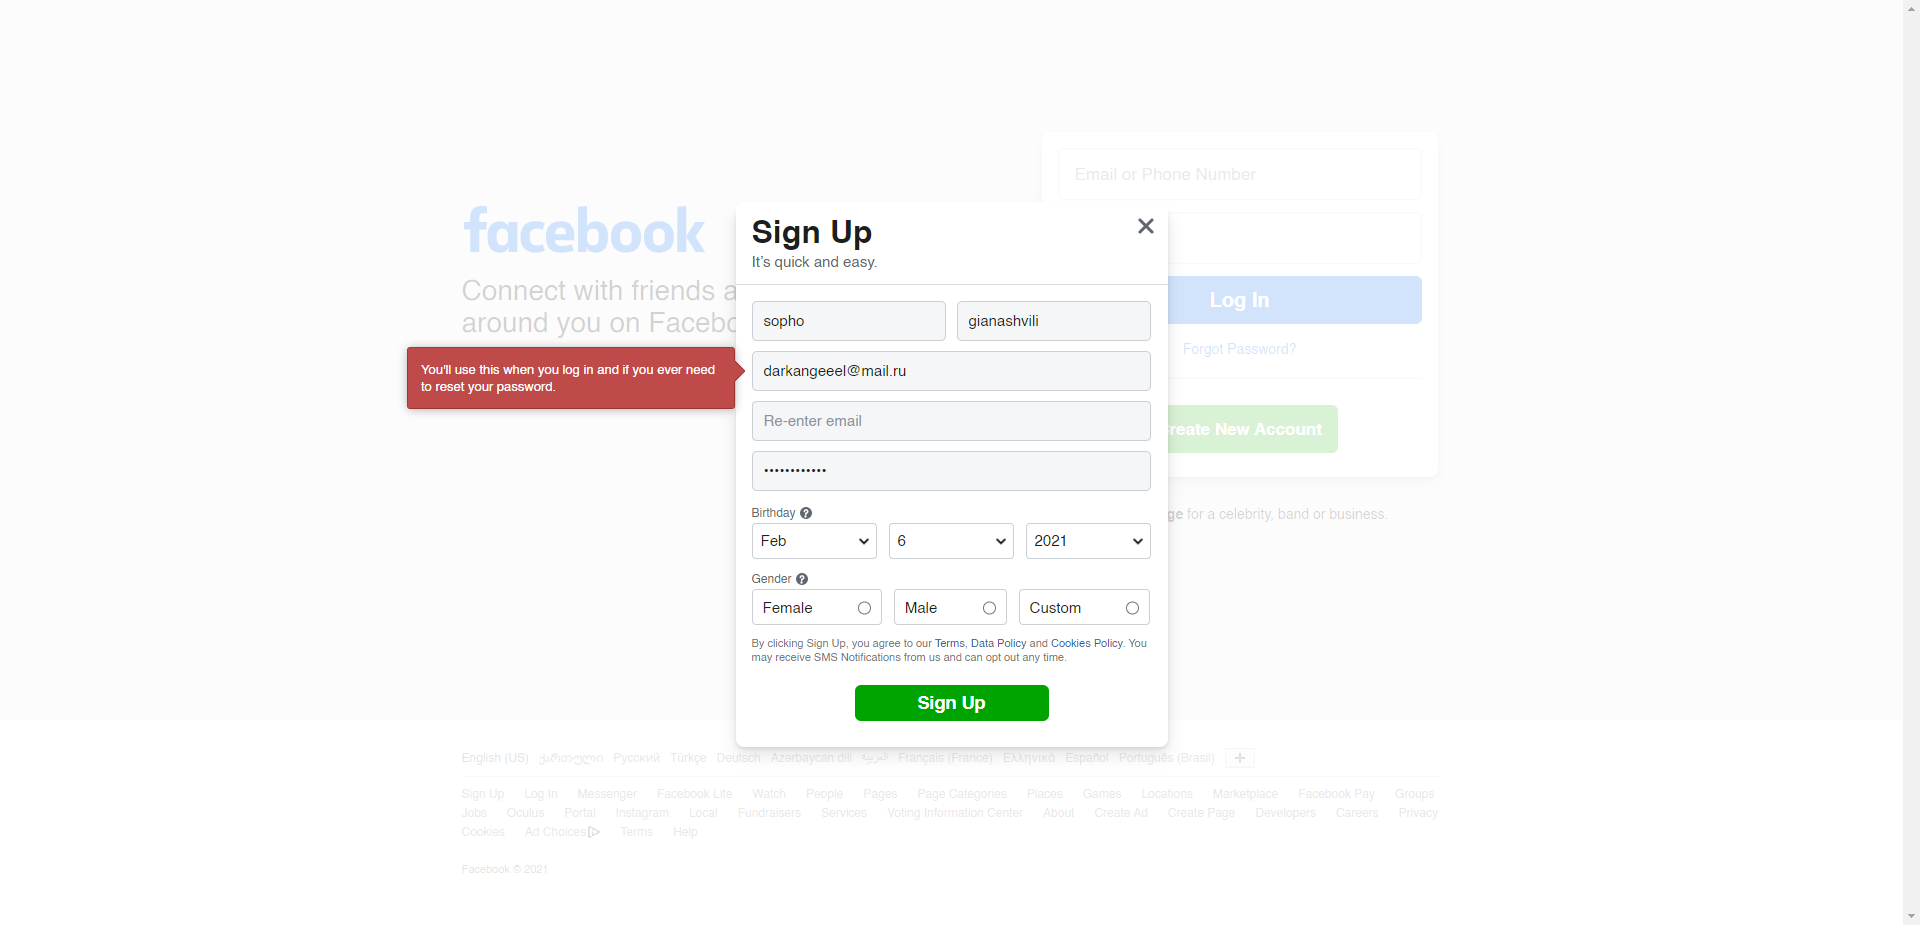 facebook
Connect with friends a
around you on Facebo
Email or Phone Number
Log In
Forgot Password?
reate New Account
ge for a celebrity, band or business.
Sign Up
It's quick and easy.
sopho
gianashvili
You'll use this when you log in and if you ever need
to reset your password.
darkangeeel@mail.ru
Re-enter email
••••••••••••
Birthday ?
Feb
6
2021
Gender ?
Female
Male
Custom
By clicking Sign Up, you agree to our Terms, Data Policy and Cookies Policy. You
may receive SMS Notifications from us and can opt out any time.
Sign Up
English (US) ქართული Русский Türkçe Deutsch Azərbaycan dili العربية Français (France) Ελληνικά Español Português (Brasil) +
Sign Up Log In Messenger Facebook Lite Watch People Pages Page Categories Places Games Locations Marketplace Facebook Pay Groups
Jobs Oculus Portal Instagram Local Fundraisers Services Voting Information Center About Create Ad Create Page Developers Careers Privacy
Cookies Ad Choices Terms Help
Facebook © 2021